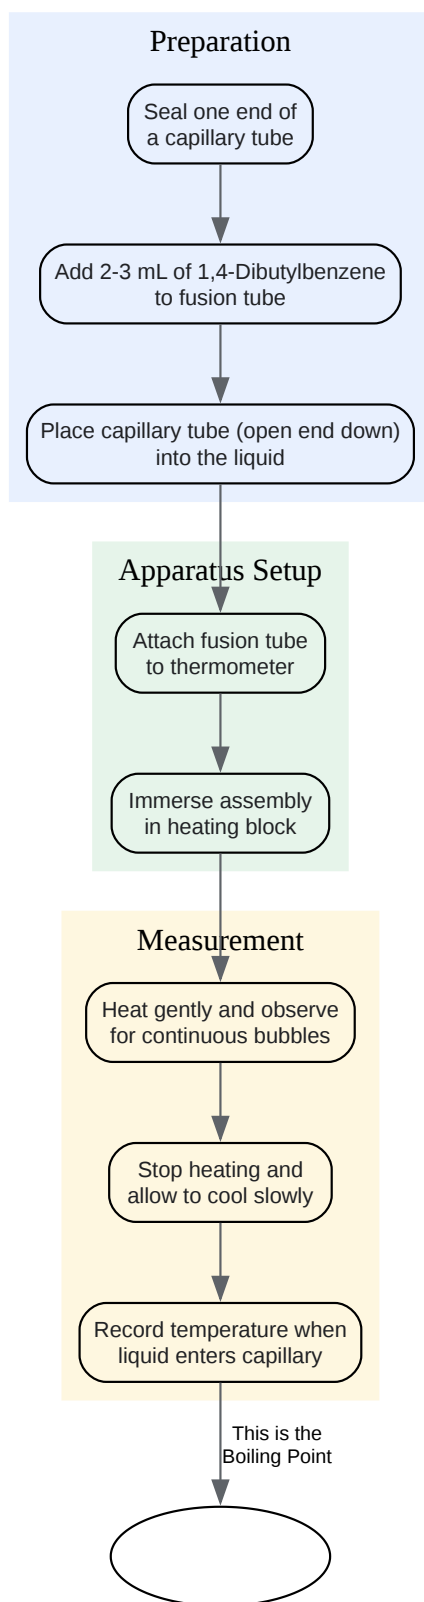 Preparation
Seal one end of
a capillary tube
Add 2-3 mL of 1,4-Dibutylbenzene
to fusion tube
Place capillary tube (open end down)
into the liquid
Apparatus Setup
Attach fusion tube
to thermometer
Immerse assembly
in heating block
Measurement
Heat gently and observe
for continuous bubbles
Stop heating and
allow to cool slowly
Record temperature when
liquid enters capillary
This is the
Boiling Point